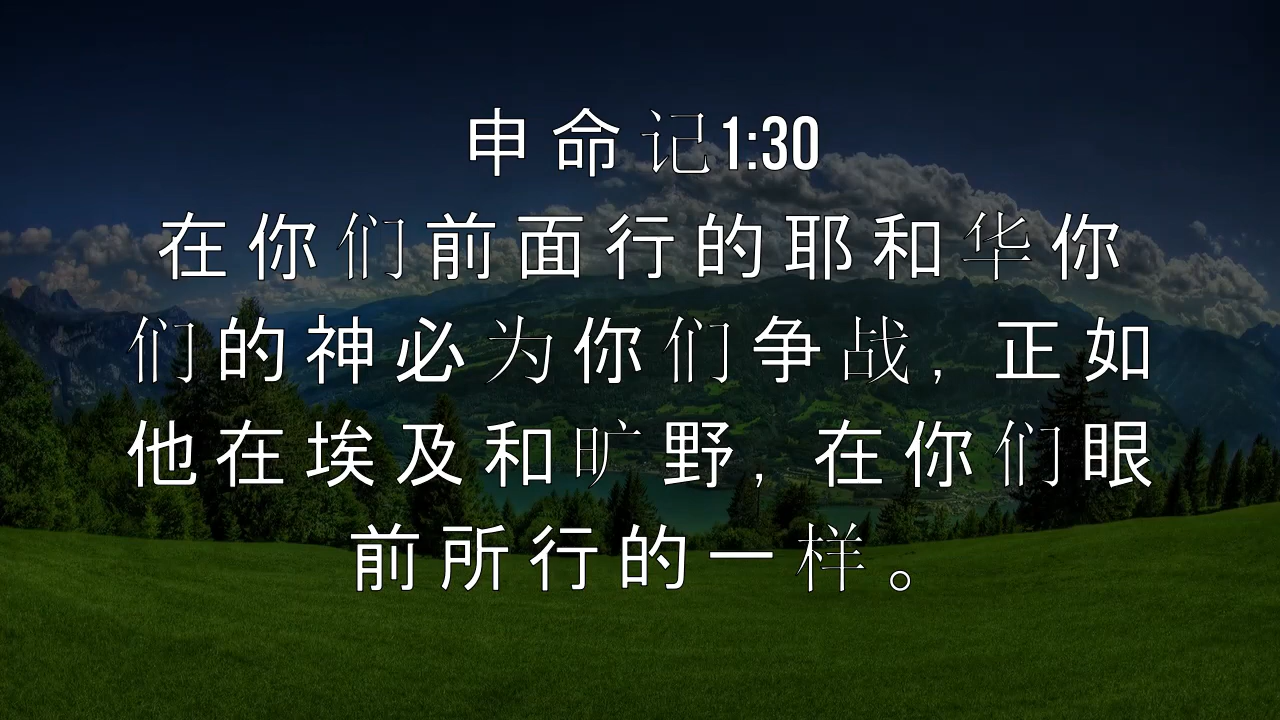 申命记1:30
在你们前面行的耶和华你
们的神必为你们争战, 正如
他在埃及和旷野, 在你们眼
前所行的一样。